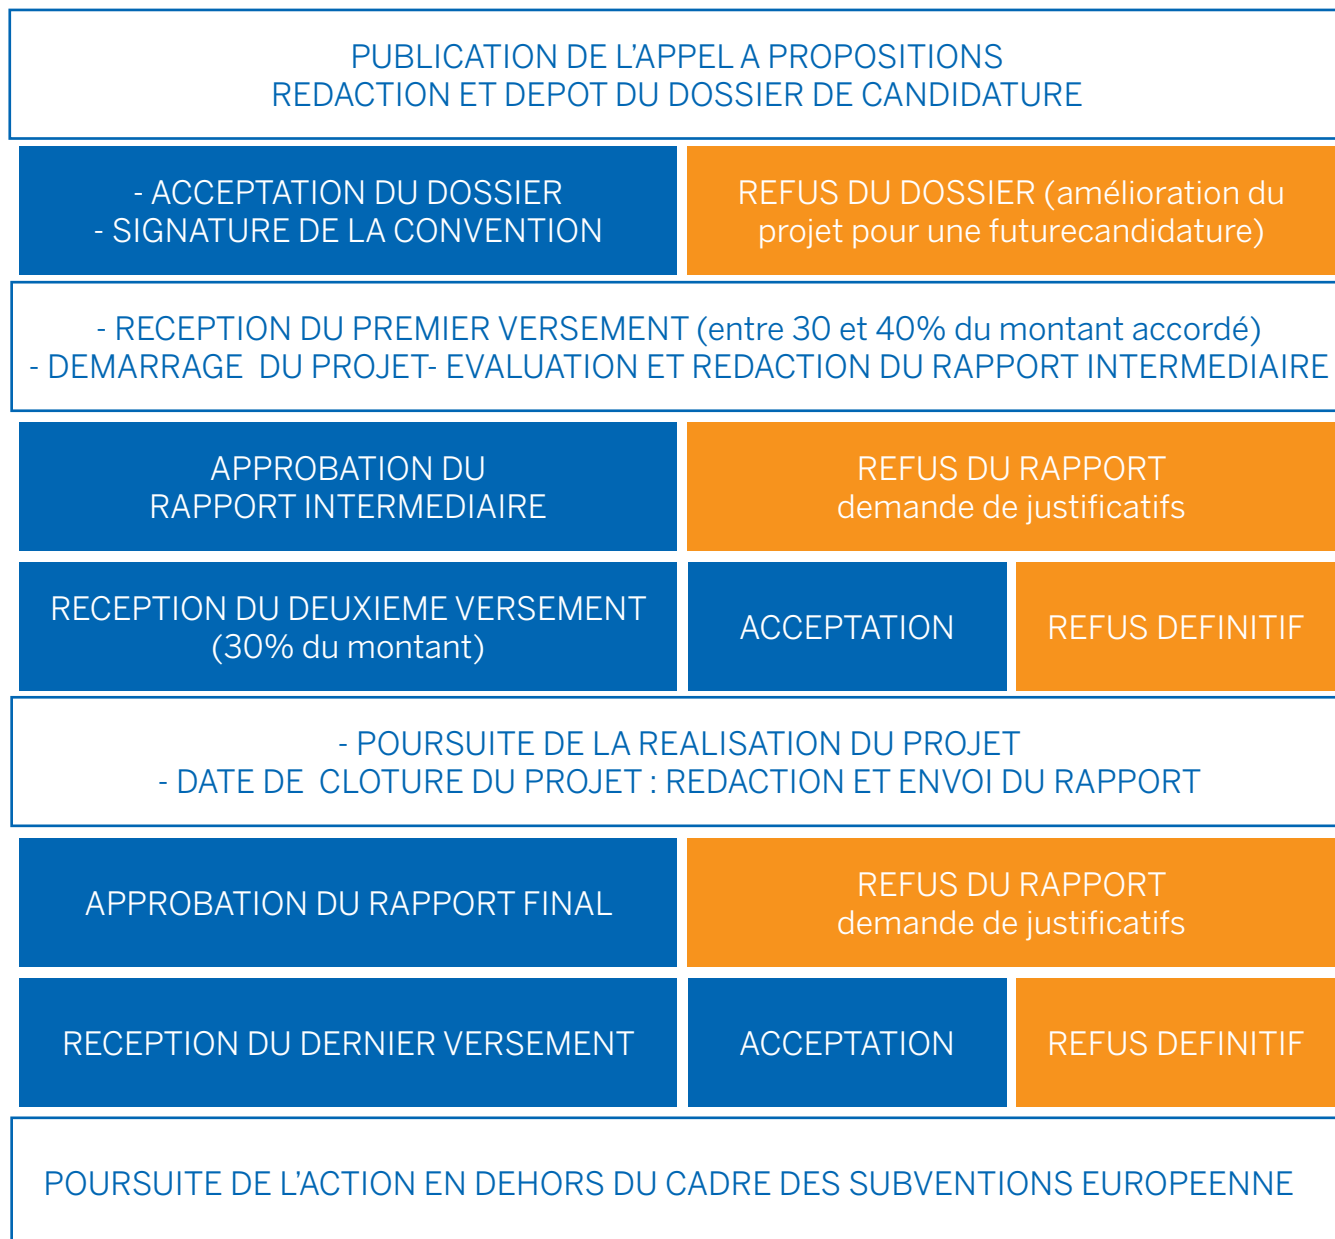 PUBLICATION DE L'APPEL A PROPOSITIONS
REDACTION ET DEPOT DU DOSSIER DE CANDIDATURE
- ACCEPTATION DU DOSSIER
- SIGNATURE DE LA CONVENTION
REFUS DU DOSSIER (amélioration du
projet pour une futurecandidature)
- RECEPTION DU PREMIER VERSEMENT (entre 30 et 40% du montant accordé)
- DEMARRAGE DU PROJET- EVALUATION ET REDACTION DU RAPPORT INTERMEDIAIRE
APPROBATION DU
RAPPORT INTERMEDIAIRE
REFUS DU RAPPORT
demande de justificatifs
RECEPTION DU DEUXIEME VERSEMENT
(30% du montant)
ACCEPTATION
REFUS DEFINITIF
- POURSUITE DE LA REALISATION DU PROJET
- DATE DE CLOTURE DU PROJET : REDACTION ET ENVOI DU RAPPORT
APPROBATION DU RAPPORT FINAL
REFUS DU RAPPORT
demande de justificatifs
RECEPTION DU DERNIER VERSEMENT
ACCEPTATION
REFUS DEFINITIF
POURSUITE DE L'ACTION EN DEHORS DU CADRE DES SUBVENTIONS EUROPEENNE